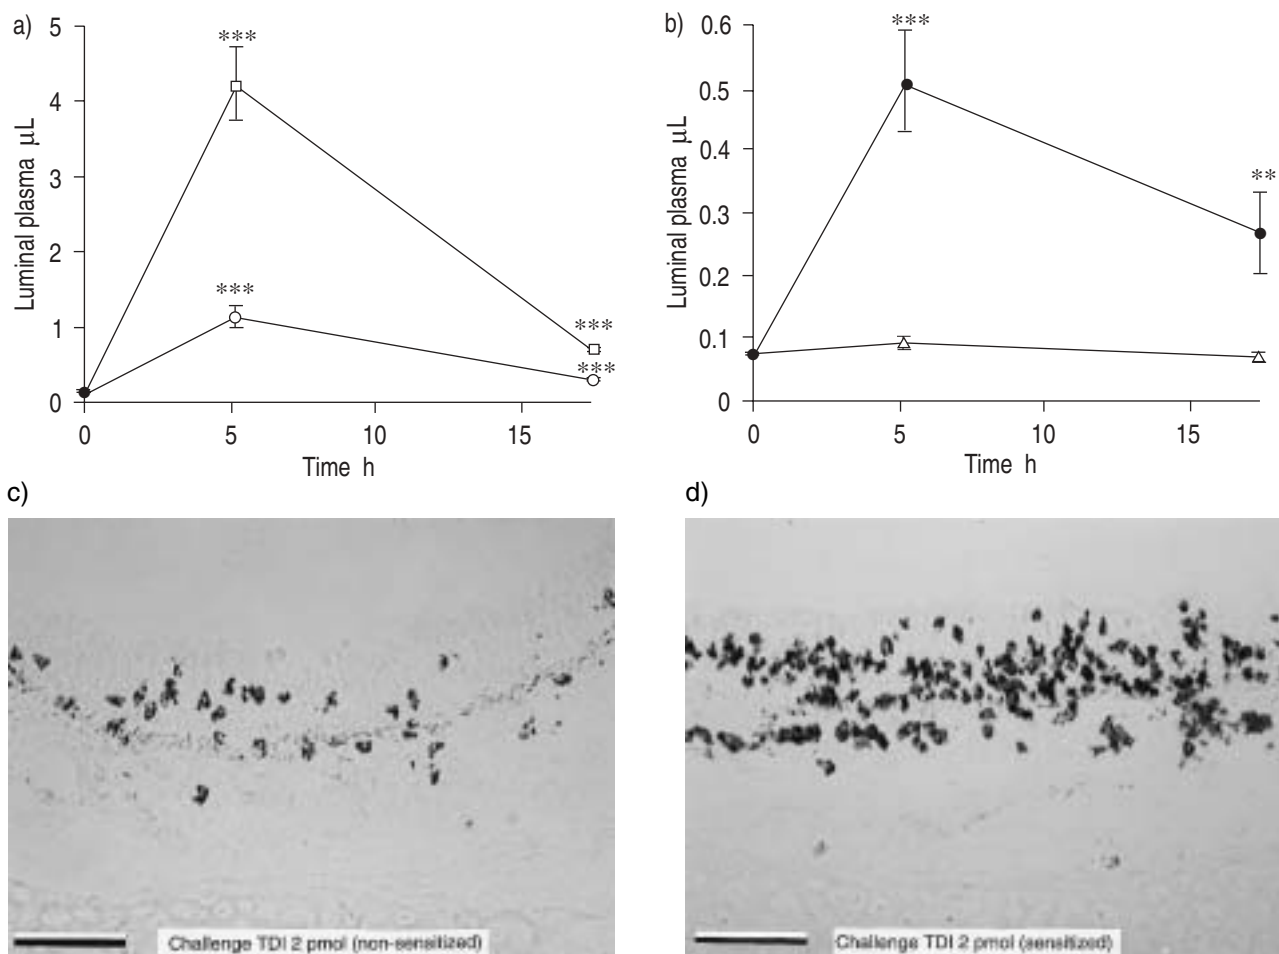 a)
5
4
3
2
1
0
Luminal plasma µL
***
***
***
***
0 5 10 15
Time h
b)
0.6
0.5
0.4
0.3
0.2
0.1
0
Luminal plasma µL
***
**
0 5 10 15
Time h
c)
Challenge TDI 2 pmol (non-sensitized)
d)
Challenge TDI 2 pmol (sensitized)